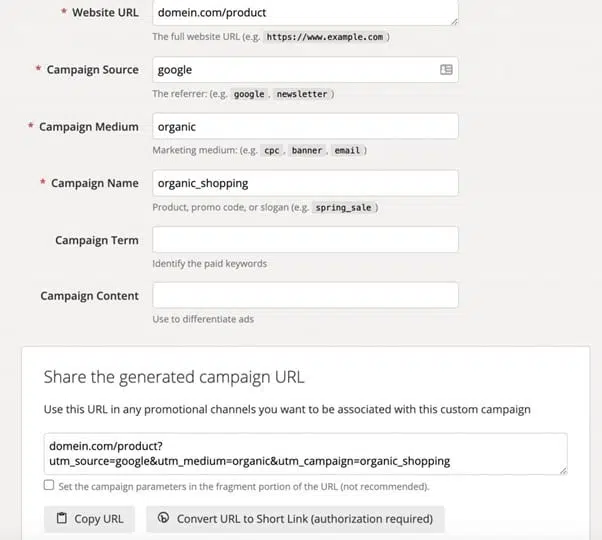 * Website URL domein.com/product
The full website URL (e.g. https://www.example.com )
* Campaign Source google
The referrer: (e.g. google , newsletter )
* Campaign Medium organic
Marketing medium: (e.g. cpc , banner , email )
* Campaign Name organic_shopping
Product, promo code, or slogan (e.g. spring_sale )
Campaign Term
Identify the paid keywords
Campaign Content
Use to differentiate ads
Share the generated campaign URL
Use this URL in any promotional channels you want to be associated with this custom campaign
domein.com/product?
utm_source=google&utm_medium=organic&utm_campaign=organic_shopping
Set the campaign parameters in the fragment portion of the URL (not recommended).
Copy URL Convert URL to Short Link (authorization required)